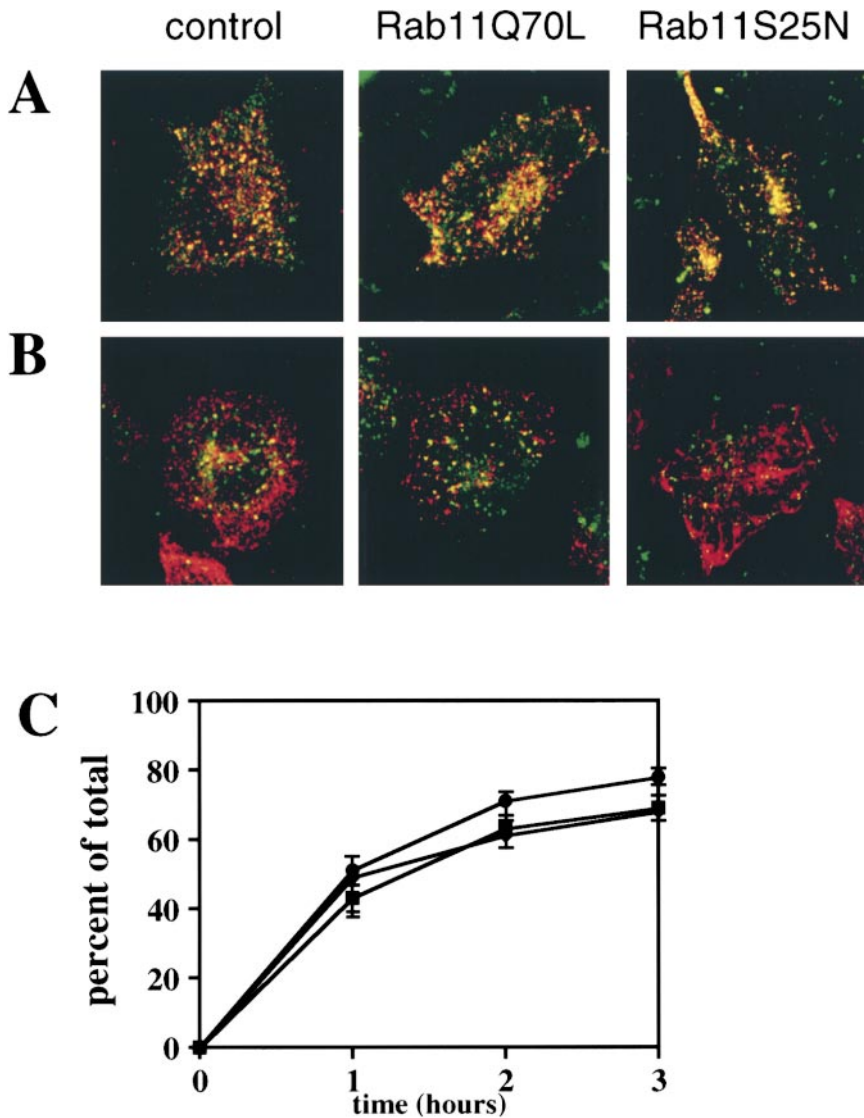 control Rab11Q70L Rab11S25N
A
B
C
percent of total
100
80
60
40
20
0
0 1 2 3
time (hours)